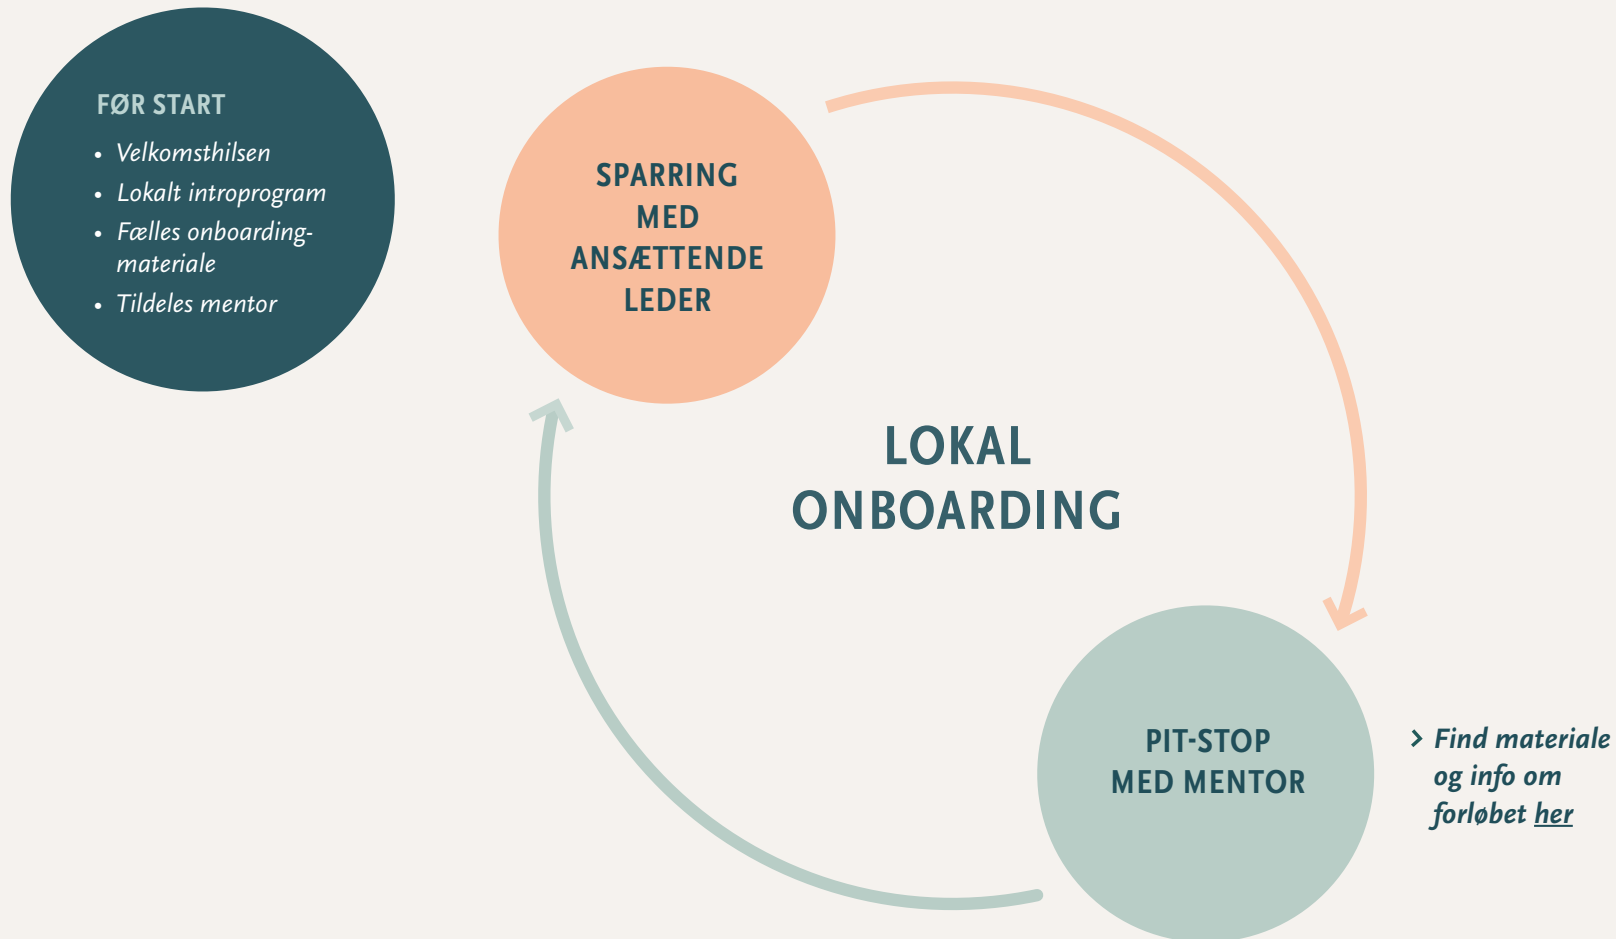 FØR START
• Velkomsthilsen
• Lokalt introprogram
• Fælles onboarding-
materiale
• Tildeles mentor
SPARRING
MED
ANSÆTTENDE
LEDER
LOKAL
ONBOARDING
PIT-STOP
MED MENTOR
> Find materiale
og info om
forløbet her